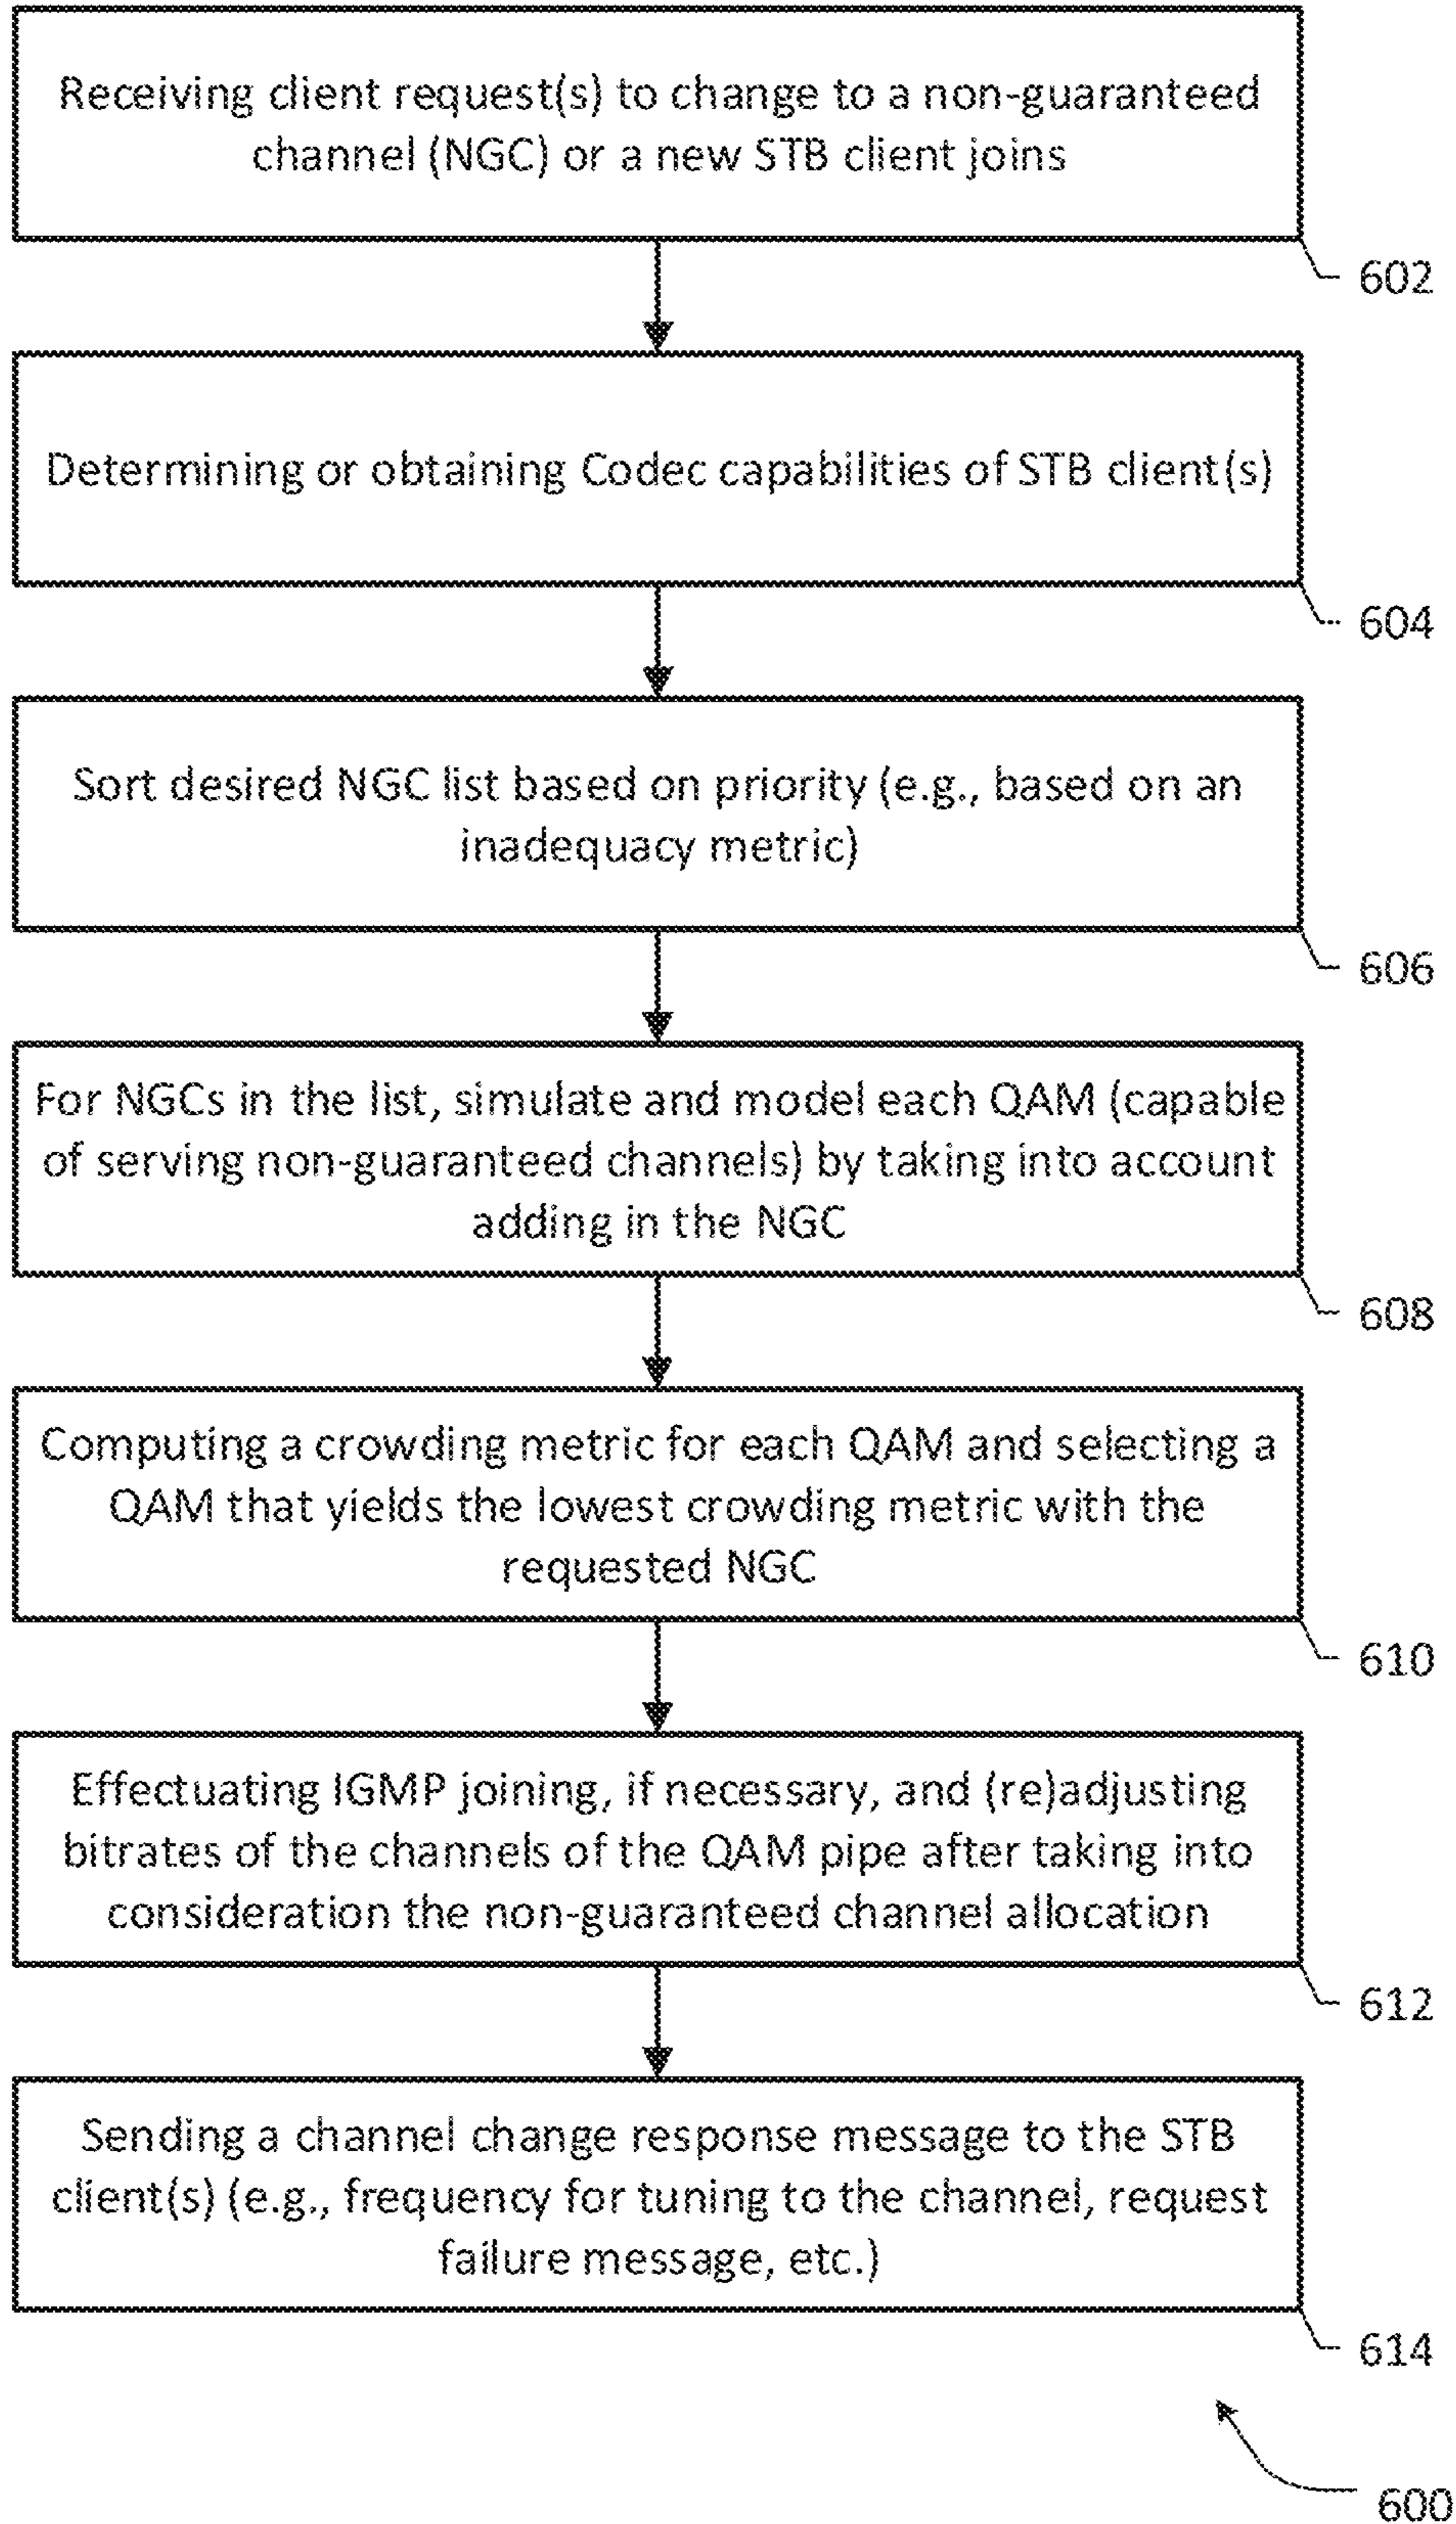 Receiving client request(s) to change to a non-guaranteed
channel (NGC) or a new STB client joins
602
Determining or obtaining Codec capabilities of STB client(s)
604
Sort desired NGC list based on priority (e.g., based on an
inadequacy metric)
606
For NGCs in the list, simulate and model each QAM (capable
of serving non-guaranteed channels) by taking into account
adding in the NGC
608
Computing a crowding metric for each QAM and selecting a
QAM that yields the lowest crowding metric with the
requested NGC
610
Effectuating IGMP joining, if necessary, and (re)adjusting
bitrates of the channels of the QAM pipe after taking into
consideration the non-guaranteed channel allocation
612
Sending a channel change response message to the STB
client(s) (e.g., frequency for tuning to the channel, request
failure message, etc.)
614
600